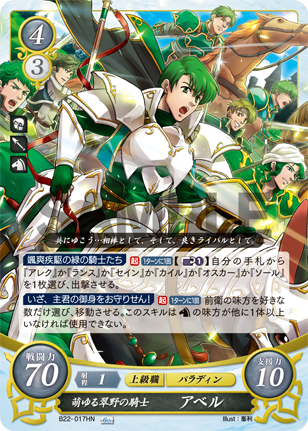 4
3
共にゆこう…相棒として、そして、良きライバルとして。
颯爽疾駆の緑の騎士たち 起 1ターンに1回 【1】自分の手札から
『アレク』か『ランス』か『セイン』か『カイル』か『オスカー』か『ソール』
を1枚選び、出撃させる。
いざ、主君の御身をお守りせん! 起 1ターンに1回 前衛の味方を好きな
数だけ選び、移動させる。このスキルは の味方が他に1体以上
いなければ使用できない。
戦闘力
70
射程 1 上級職 パラディン
支援力
10
萌ゆる翠野の騎士 アベル
B22-017HN
Illust: